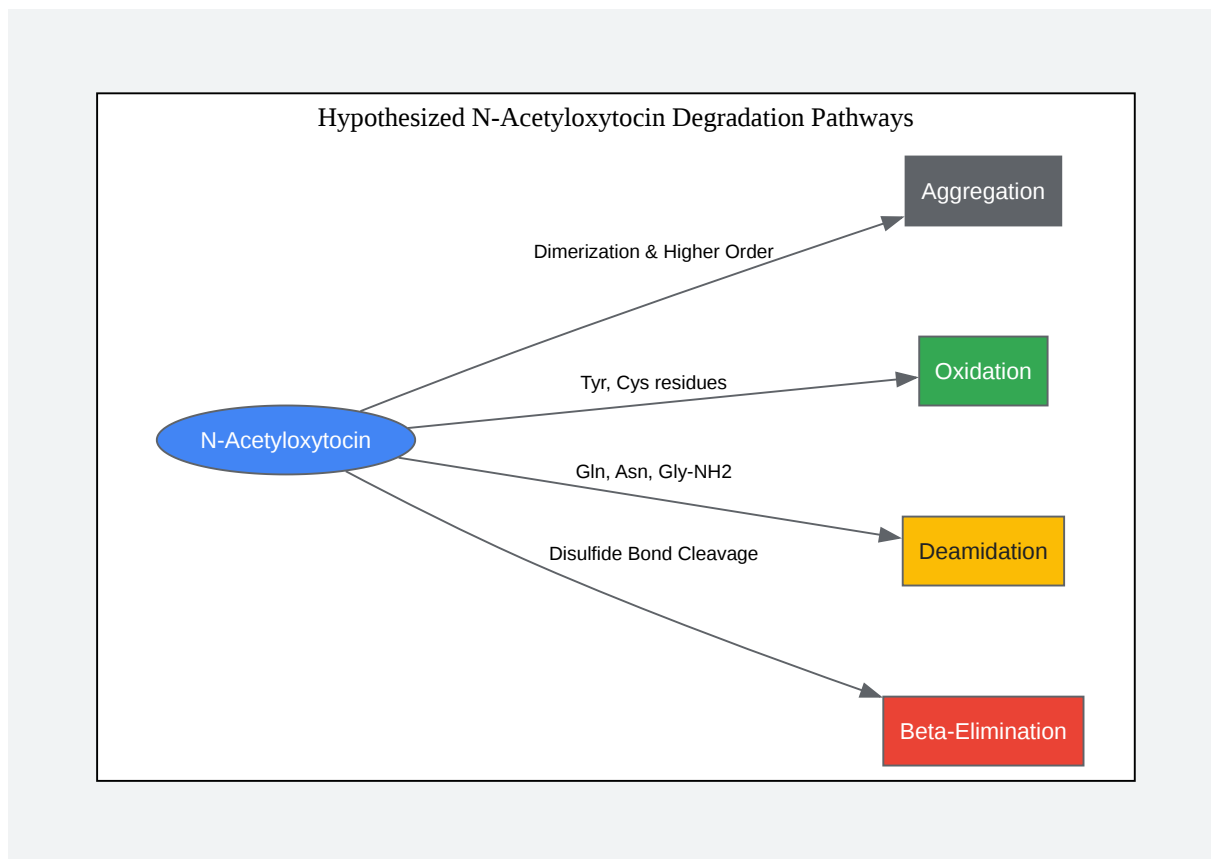 Hypothesized N-Acetyloxytocin Degradation Pathways
Aggregation
Dimerization & Higher Order
Oxidation
Tyr, Cys residues
N-Acetyloxytocin
Gln, Asn, Gly-NH2
Deamidation
Disulfide Bond Cleavage
Beta-Elimination